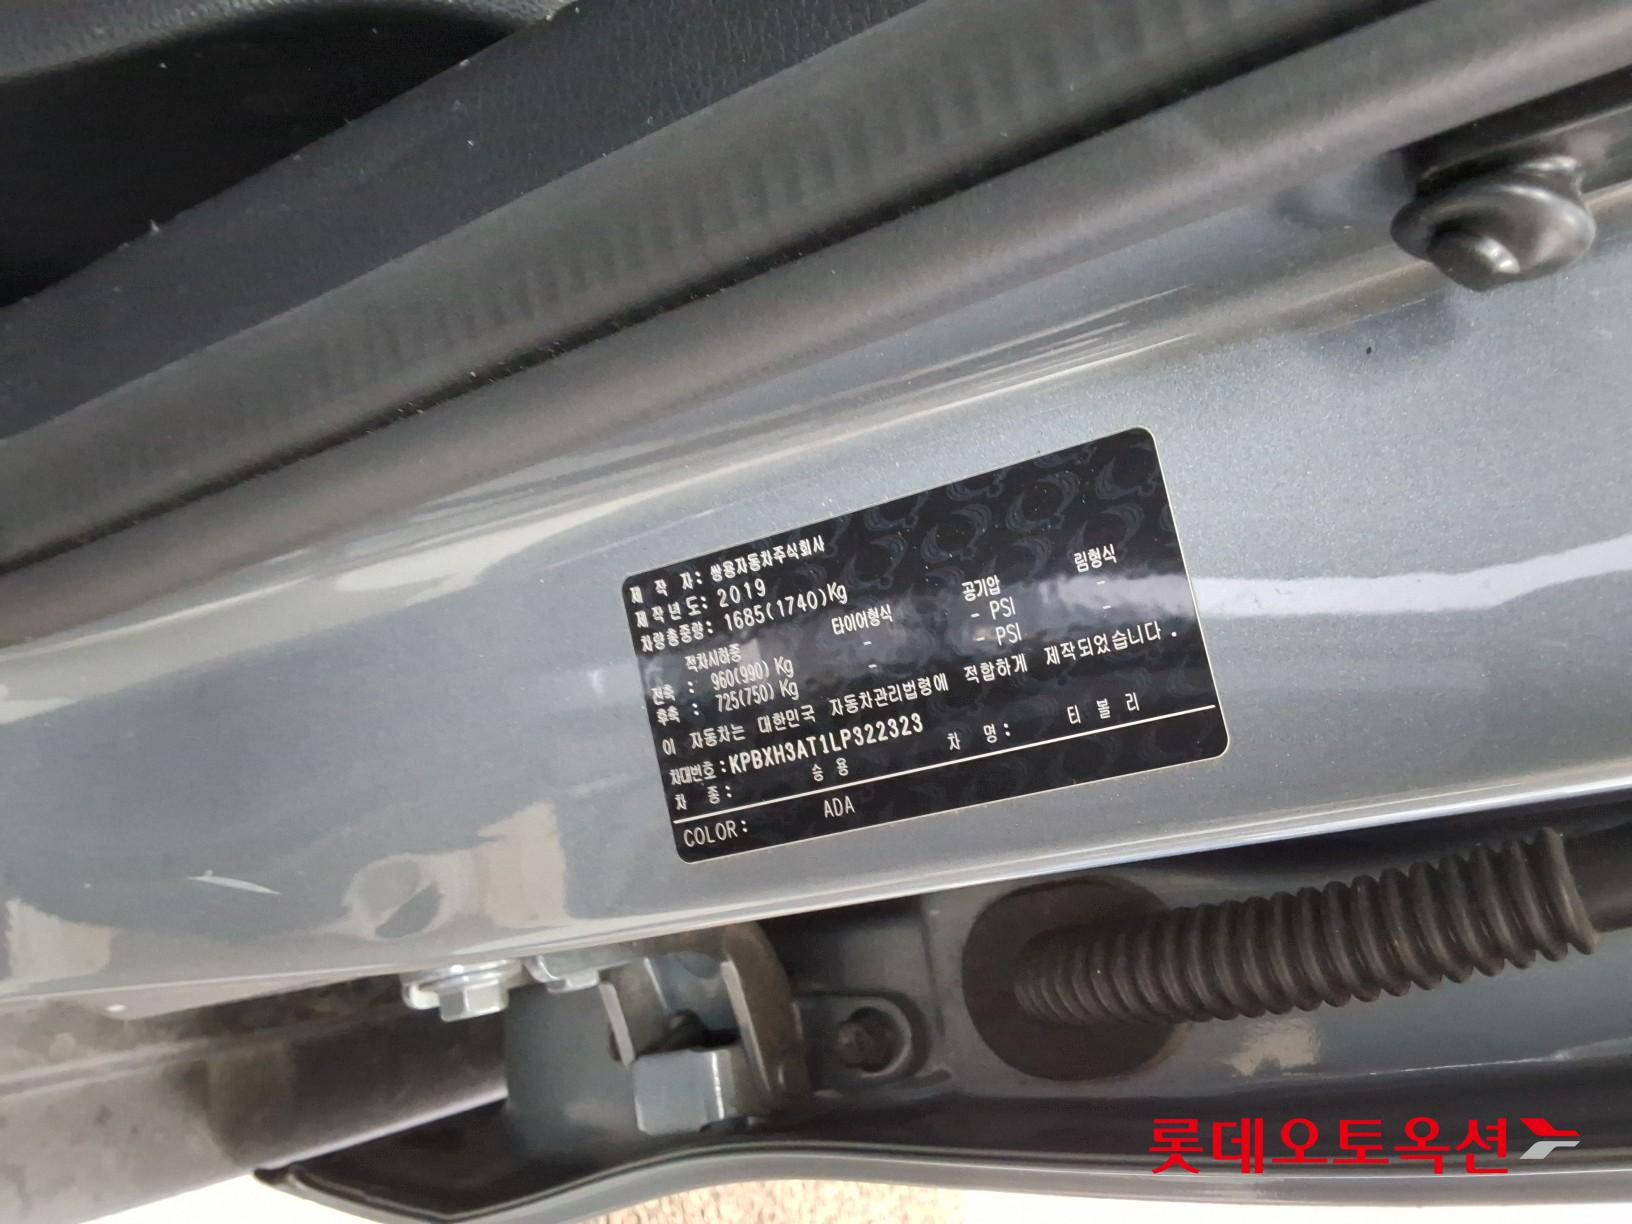 제 작 자: 쌍용자동차주식회사
제작년도: 2019
차량총중량: 1685(1740)Kg
적차시하중 타이어형식 공기압 림형식
전축 : 960(990) Kg - - PSI -
후축 : 725(750) Kg - - PSI -
이 자동차는 대한민국 자동차관리법령에 적합하게 제작되었습니다.
차대번호:KPBXH3AT1LP322323
차 종: 승 용 차 명: 티 볼 리
COLOR: ADA
롯데오토옥션